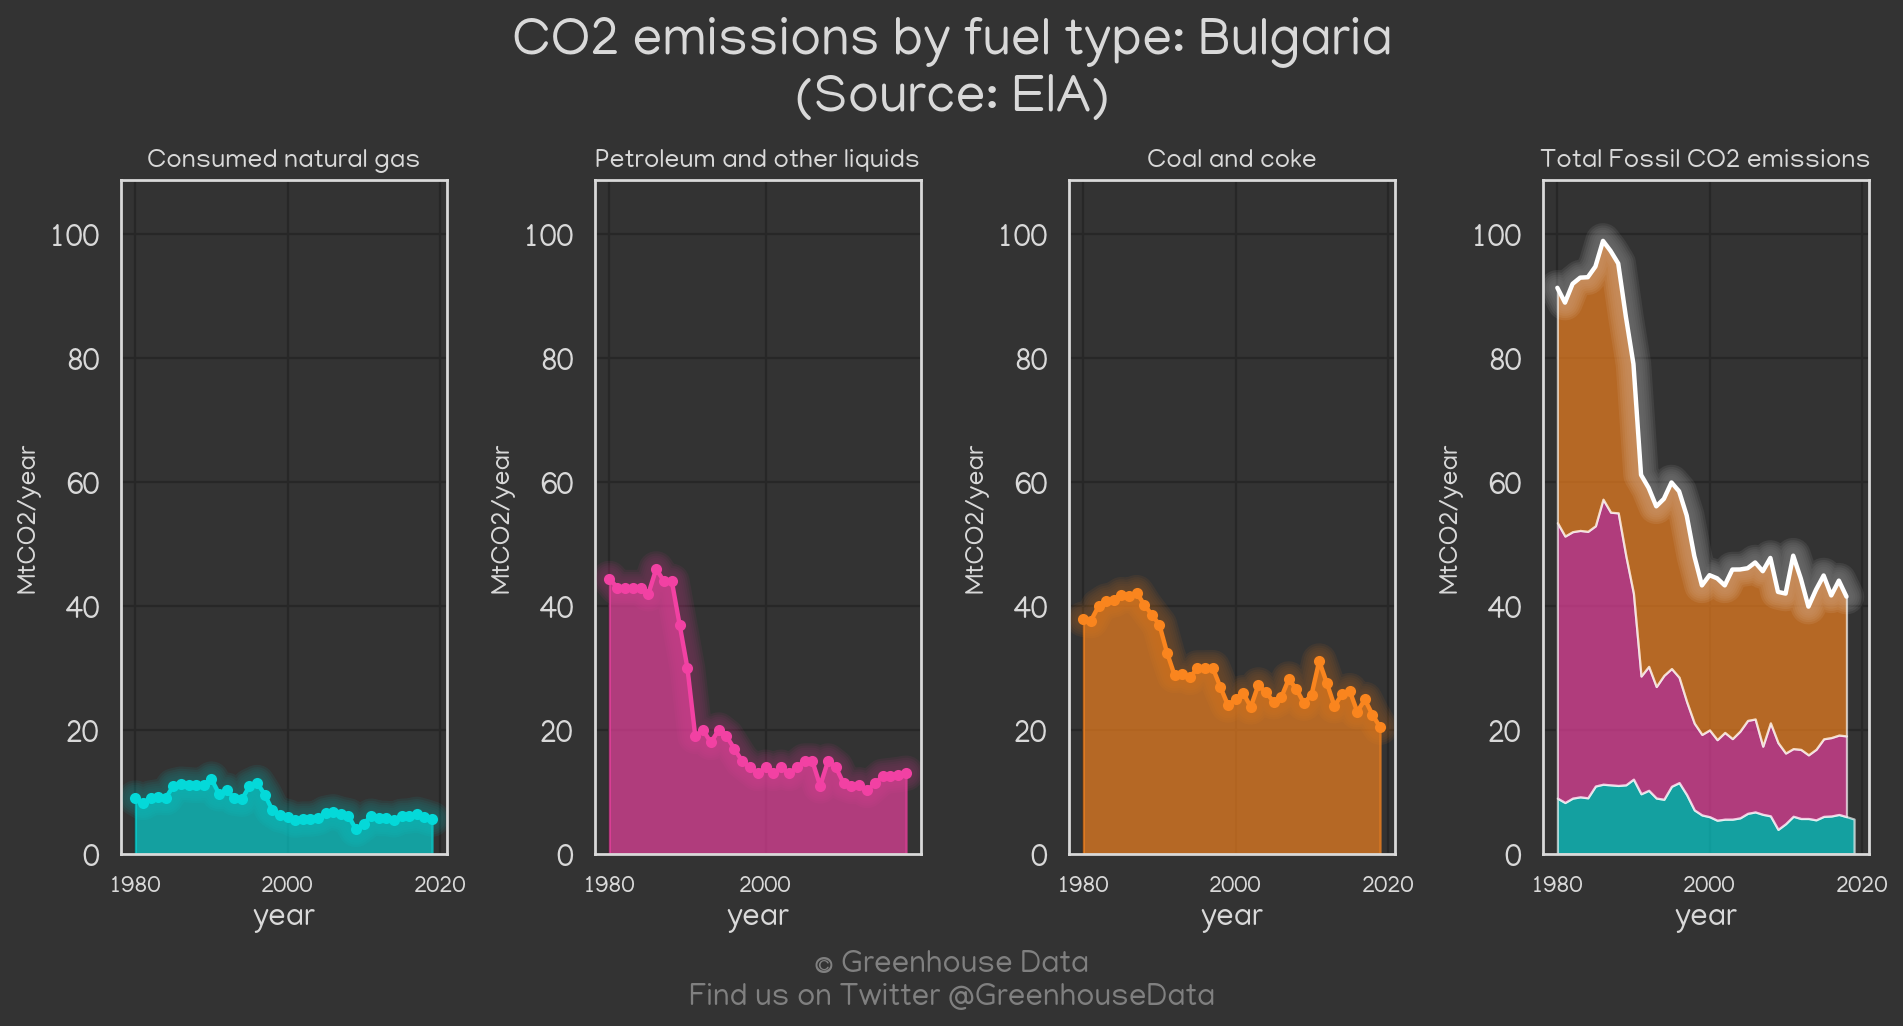 CO2 emissions by fuel type: Bulgaria
(Source: EIA)
Consumed natural gas
MtCO2/year
100
80
60
40
20
0
1980 2000 2020
year
Petroleum and other liquids
MtCO2/year
100
80
60
40
20
0
1980 2000
year
Coal and coke
MtCO2/year
100
80
60
40
20
0
1980 2000 2020
year
Total Fossil CO2 emissions
MtCO2/year
100
80
60
40
20
0
1980 2000 2020
year
© Greenhouse Data
Find us on Twitter @GreenhouseData